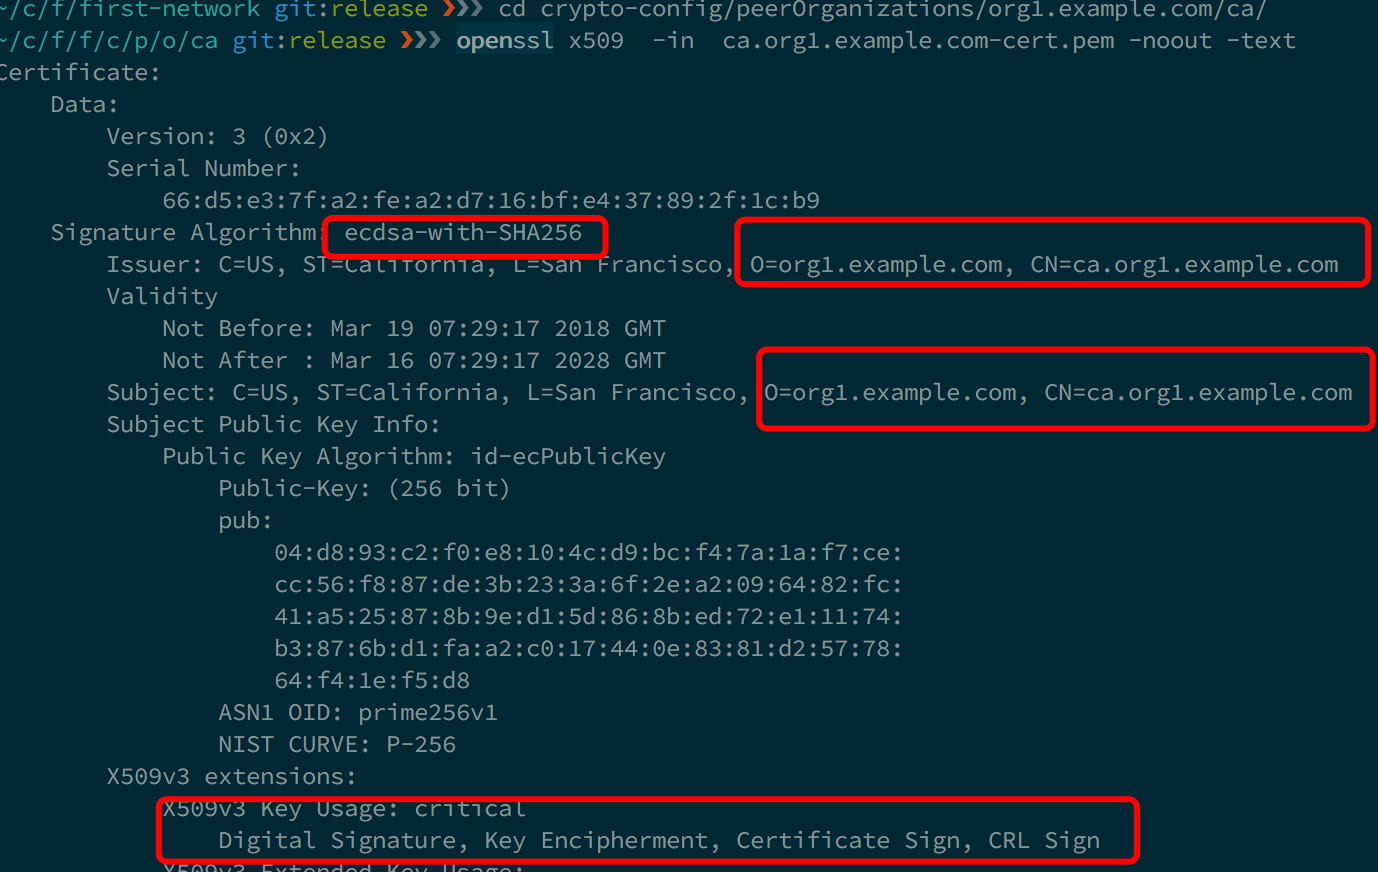 ~/c/f/first-network git:release ❯❯❯ cd crypto-config/peerOrganizations/org1.example.com/ca/
~/c/f/f/c/p/o/ca git:release ❯❯❯ openssl x509  -in  ca.org1.example.com-cert.pem -noout -text
Certificate:
Data:
Version: 3 (0x2)
Serial Number:
66:d5:e3:7f:a2:fe:a2:d7:16:bf:e4:37:89:2f:1c:b9
Signature Algorithm: ecdsa-with-SHA256
Issuer: C=US, ST=California, L=San Francisco, O=org1.example.com, CN=ca.org1.example.com
Validity
Not Before: Mar 19 07:29:17 2018 GMT
Not After : Mar 16 07:29:17 2028 GMT
Subject: C=US, ST=California, L=San Francisco, O=org1.example.com, CN=ca.org1.example.com
Subject Public Key Info:
Public Key Algorithm: id-ecPublicKey
Public-Key: (256 bit)
pub:
04:d8:93:c2:f0:e8:10:4c:d9:bc:f4:7a:1a:f7:ce:
cc:56:f8:87:de:3b:23:3a:6f:2e:a2:09:64:82:fc:
41:a5:25:87:8b:9e:d1:5d:86:8b:ed:72:e1:11:74:
b3:87:6b:d1:fa:a2:c0:17:44:0e:83:81:d2:57:78:
64:f4:1e:f5:d8
ASN1 OID: prime256v1
NIST CURVE: P-256
X509v3 extensions:
X509v3 Key Usage: critical
Digital Signature, Key Encipherment, Certificate Sign, CRL Sign
X509v3 Extended Key Usage: